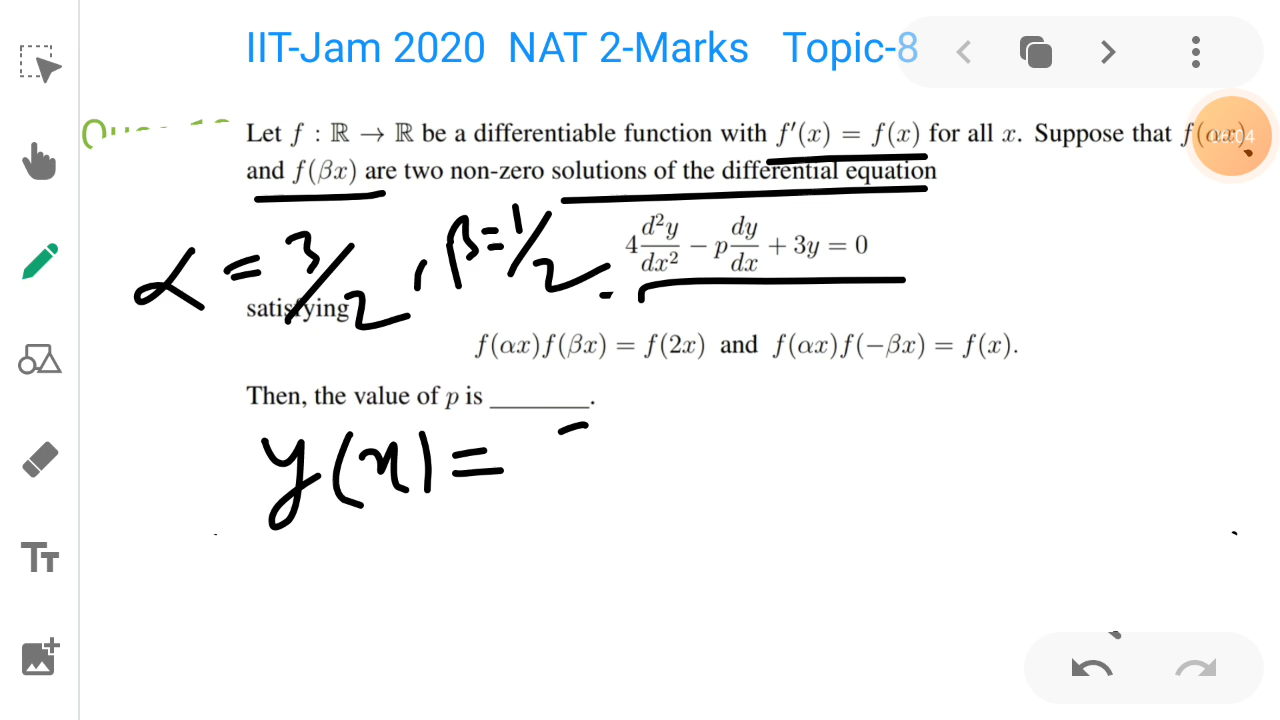 IIT-Jam 2020 NAT 2-Marks Topic-8
Let f : ℝ → ℝ be a differentiable function with f′(x) = f(x) for all x. Suppose that f(αx)
and f(βx) are two non-zero solutions of the differential equation
4 d²y/dx² − p dy/dx + 3y = 0
α = 3/2 , β = 1/2 .
satisfying
f(αx)f(βx) = f(2x) and f(αx)f(−βx) = f(x).
Then, the value of p is ________.
y(x) =
TT